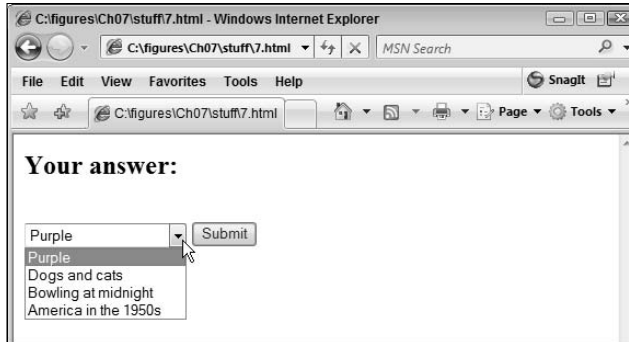 C:\figures\Ch07\stuff\7.html - Windows Internet Explorer
C:\figures\Ch07\stuff\7.html MSN Search
File Edit View Favorites Tools Help SnagIt
C:\figures\Ch07\stuff\7.html Page Tools
Your answer:
Purple Submit
Purple
Dogs and cats
Bowling at midnight
America in the 1950s